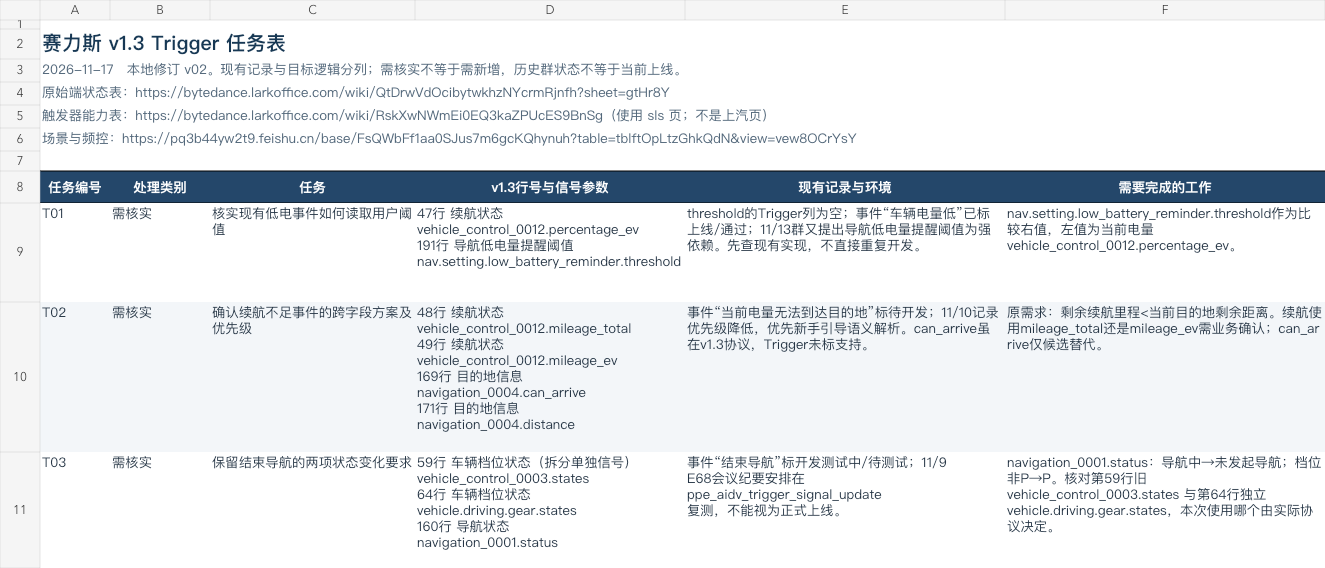 A B C D E F
1
2 赛力斯 v1.3 Trigger 任务表
3 2026-11-17 本地修订 v02。现有记录与目标逻辑分列；需核实不等于需新增，历史群状态不等于当前上线。
4 原始端状态表：https://bytedance.larkoffice.com/wiki/QtDrwVdOcibytwkhzNYcrmRjnfh?sheet=gtHr8Y
5 触发器能力表：https://bytedance.larkoffice.com/wiki/RskXwNWmEi0EQ3kaZPUcES9BnSg（使用 sls 页；不是上汽页）
6 场景与频控：https://pq3b44yw2t9.feishu.cn/base/FsQWbFf1aa0SJus7m6gcKQhynuh?table=tblftOpLtzGhkQdN&view=vew8OCrYsY
7
8 任务编号 处理类别 任务 v1.3行号与信号参数 现有记录与环境 需要完成的工作
9
T01
需核实
核实现有低电事件如何读取用户阈
值
47行 续航状态
vehicle_control_0012.percentage_ev
191行 导航低电量提醒阈值
nav.setting.low_battery_reminder.threshold
threshold的Trigger列为空；事件“车辆电量低”已标
上线/通过；11/13群又提出导航低电量提醒阈值为强
依赖。先查现有实现，不直接重复开发。
nav.setting.low_battery_reminder.threshold作为比
较右值，左值为当前电量
vehicle_control_0012.percentage_ev。
10
T02
需核实
确认续航不足事件的跨字段方案及
优先级
48行 续航状态
vehicle_control_0012.mileage_total
49行 续航状态
vehicle_control_0012.mileage_ev
169行 目的地信息
navigation_0004.can_arrive
171行 目的地信息
navigation_0004.distance
事件“当前电量无法到达目的地”标待开发；11/10记录
优先级降低，优先新手引导语义解析。can_arrive虽
在v1.3协议，Trigger未标支持。
原需求：剩余续航里程<当前目的地剩余距离。续航使
用mileage_total还是mileage_ev需业务确认；can_ar
rive仅候选替代。
11
T03
需核实
保留结束导航的两项状态变化要求
59行 车辆档位状态（拆分单独信号）
vehicle_control_0003.states
64行 车辆档位状态
vehicle.driving.gear.states
160行 导航状态
navigation_0001.status
事件“结束导航”标开发测试中/待测试；11/9
E68会议纪要安排在
ppe_aidv_trigger_signal_update
复测，不能视为正式上线。
navigation_0001.status：导航中→未发起导航；档位
非P→P。核对第59行旧
vehicle_control_0003.states 与第64行独立
vehicle.driving.gear.states，本次使用哪个由实际协
议决定。